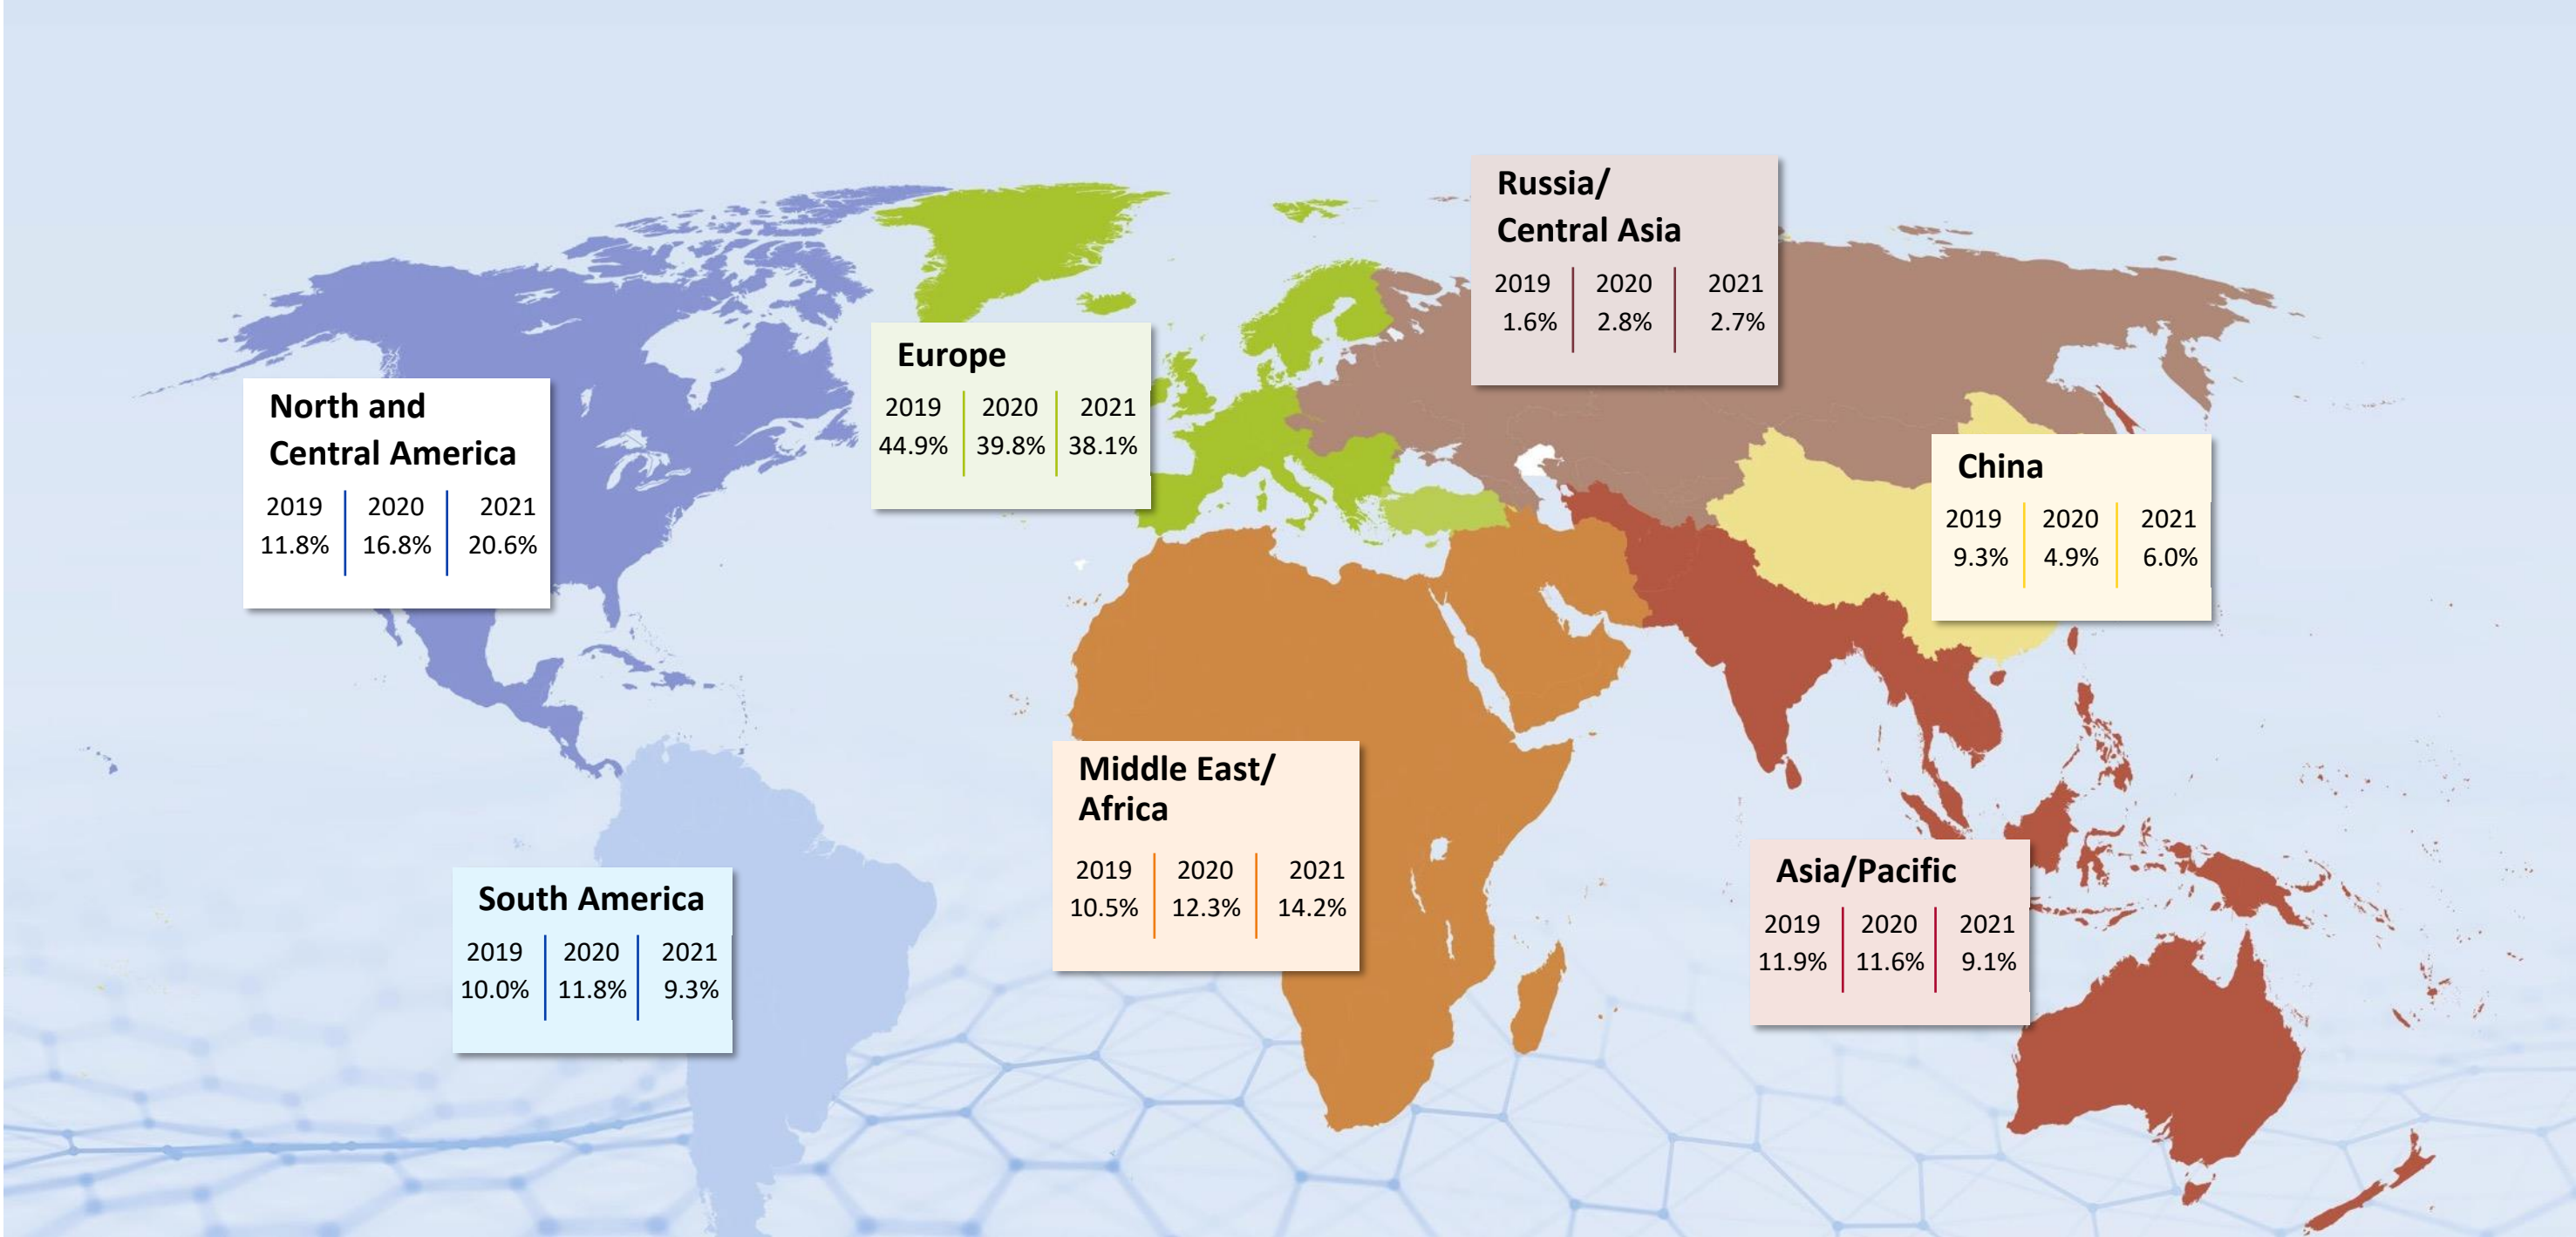 Russia/
Central Asia
2019 2020 2021
1.6% 2.8% 2.7%
Europe
2019 2020 2021
44.9% 39.8% 38.1%
North and
Central America
2019 2020 2021
11.8% 16.8% 20.6%
China
2019 2020 2021
9.3% 4.9% 6.0%
Middle East/
Africa
2019 2020 2021
10.5% 12.3% 14.2%
South America
2019 2020 2021
10.0% 11.8% 9.3%
Asia/Pacific
2019 2020 2021
11.9% 11.6% 9.1%